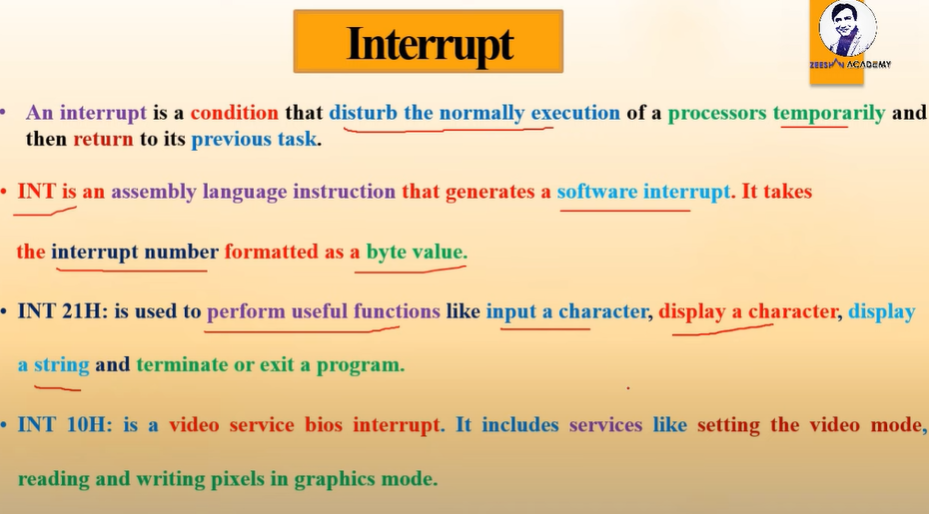 Interrupt
ZEESHAN ACADEMY
• An interrupt is a condition that disturb the normally execution of a processors temporarily and
then return to its previous task.
• INT is an assembly language instruction that generates a software interrupt. It takes
the interrupt number formatted as a byte value.
• INT 21H: is used to perform useful functions like input a character, display a character, display
a string and terminate or exit a program.
• INT 10H: is a video service bios interrupt. It includes services like setting the video mode,
reading and writing pixels in graphics mode.